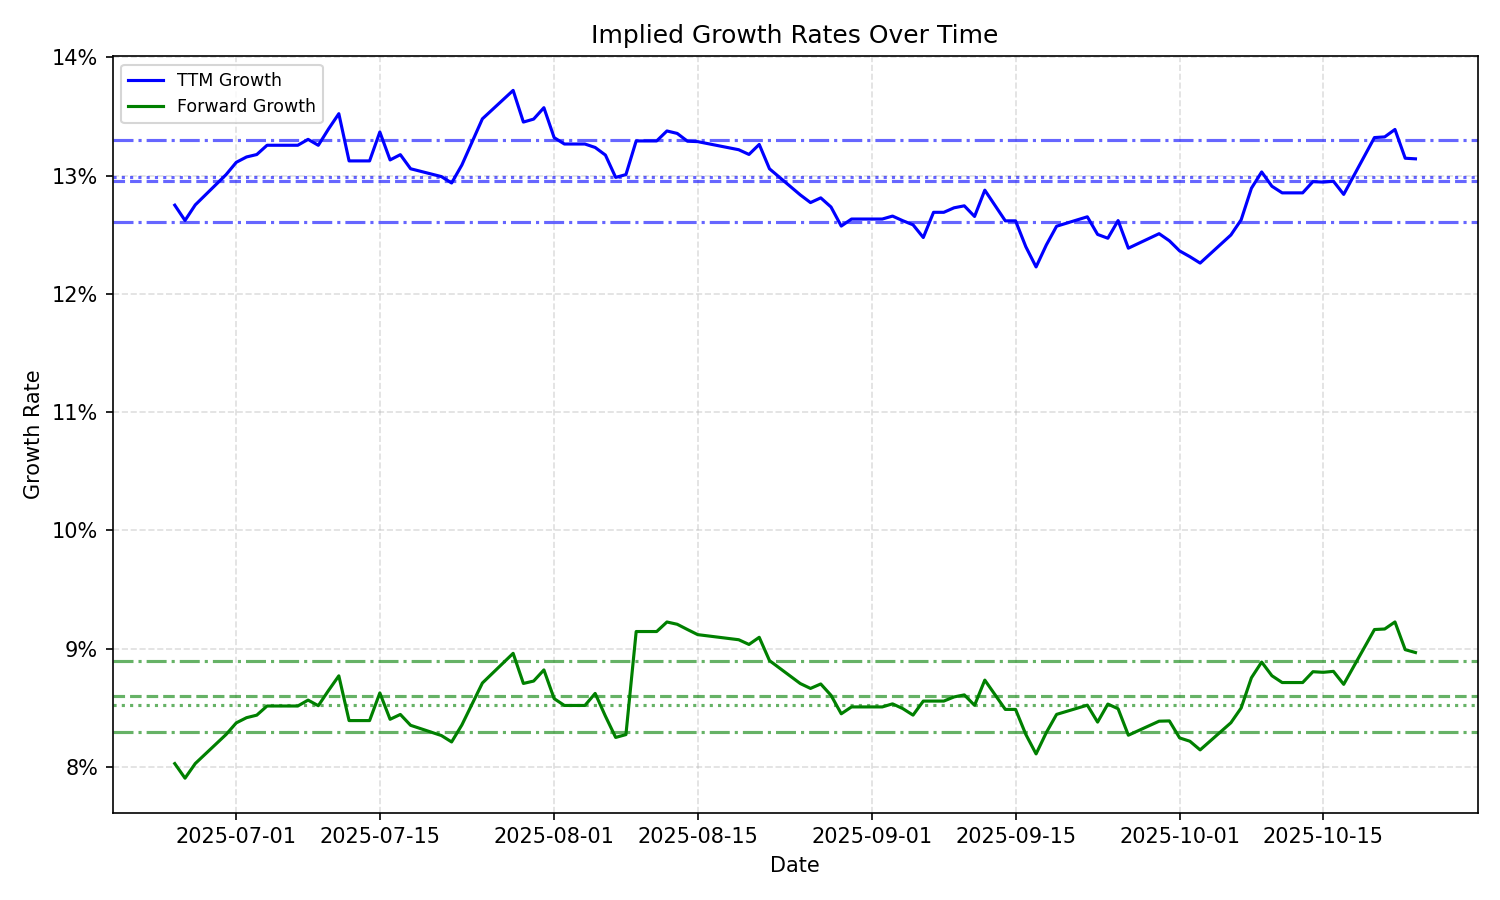 Implied Growth Rates Over Time
14%
TTM Growth
Forward Growth
13%
12%
11%
10%
9%
8%
Growth Rate
2025-07-01 2025-07-15 2025-08-01 2025-08-15 2025-09-01 2025-09-15 2025-10-01 2025-10-15
Date